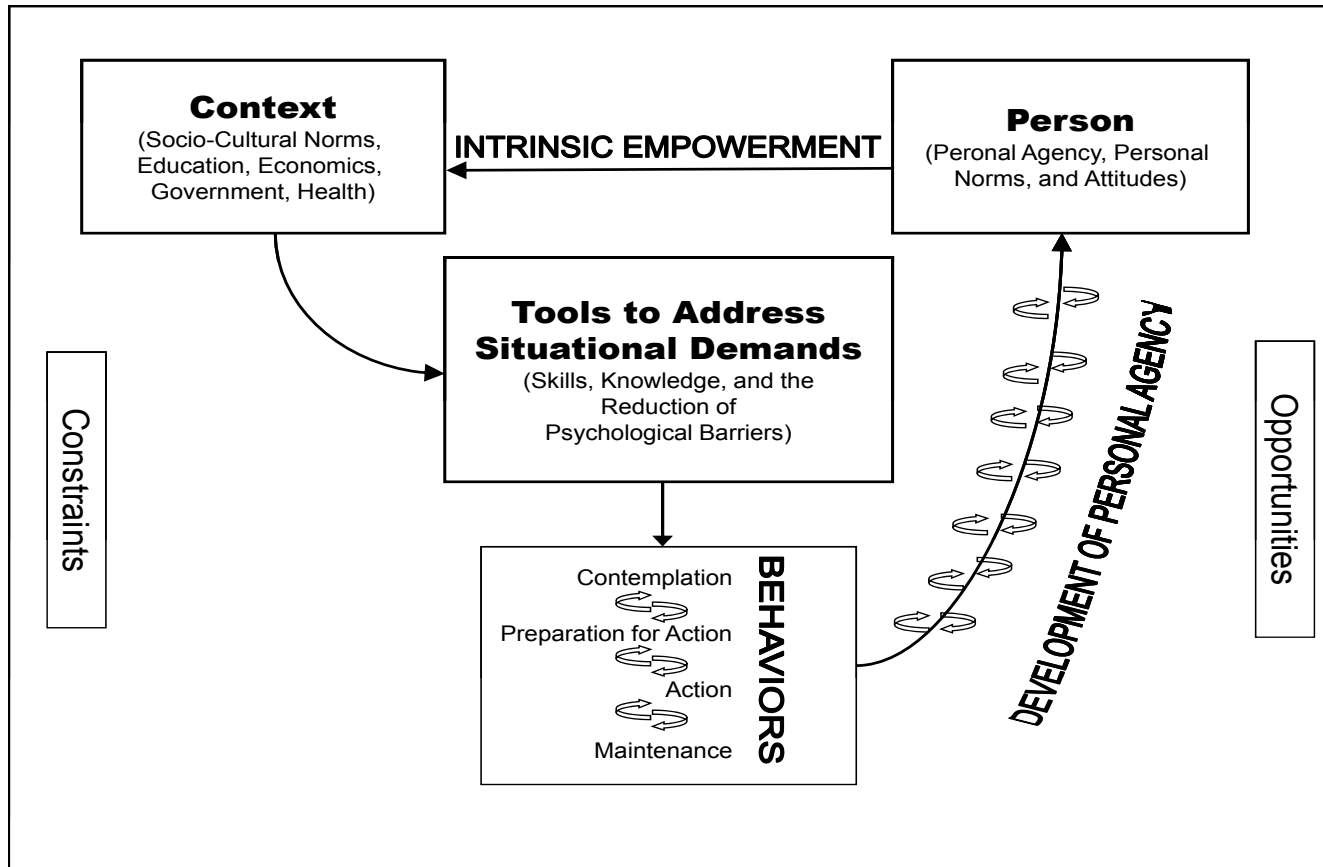 Context
(Socio-Cultural Norms,
Education, Economics,
Government, Health)
INTRINSIC EMPOWERMENT
Person
(Peronal Agency, Personal
Norms, and Attitudes)
Tools to Address
Situational Demands
(Skills, Knowledge, and the
Reduction of
Psychological Barriers)
Constraints
Contemplation
Preparation for Action
Action
Maintenance
BEHAVIORS
DEVELOPMENT OF PERSONAL AGENCY
Opportunities